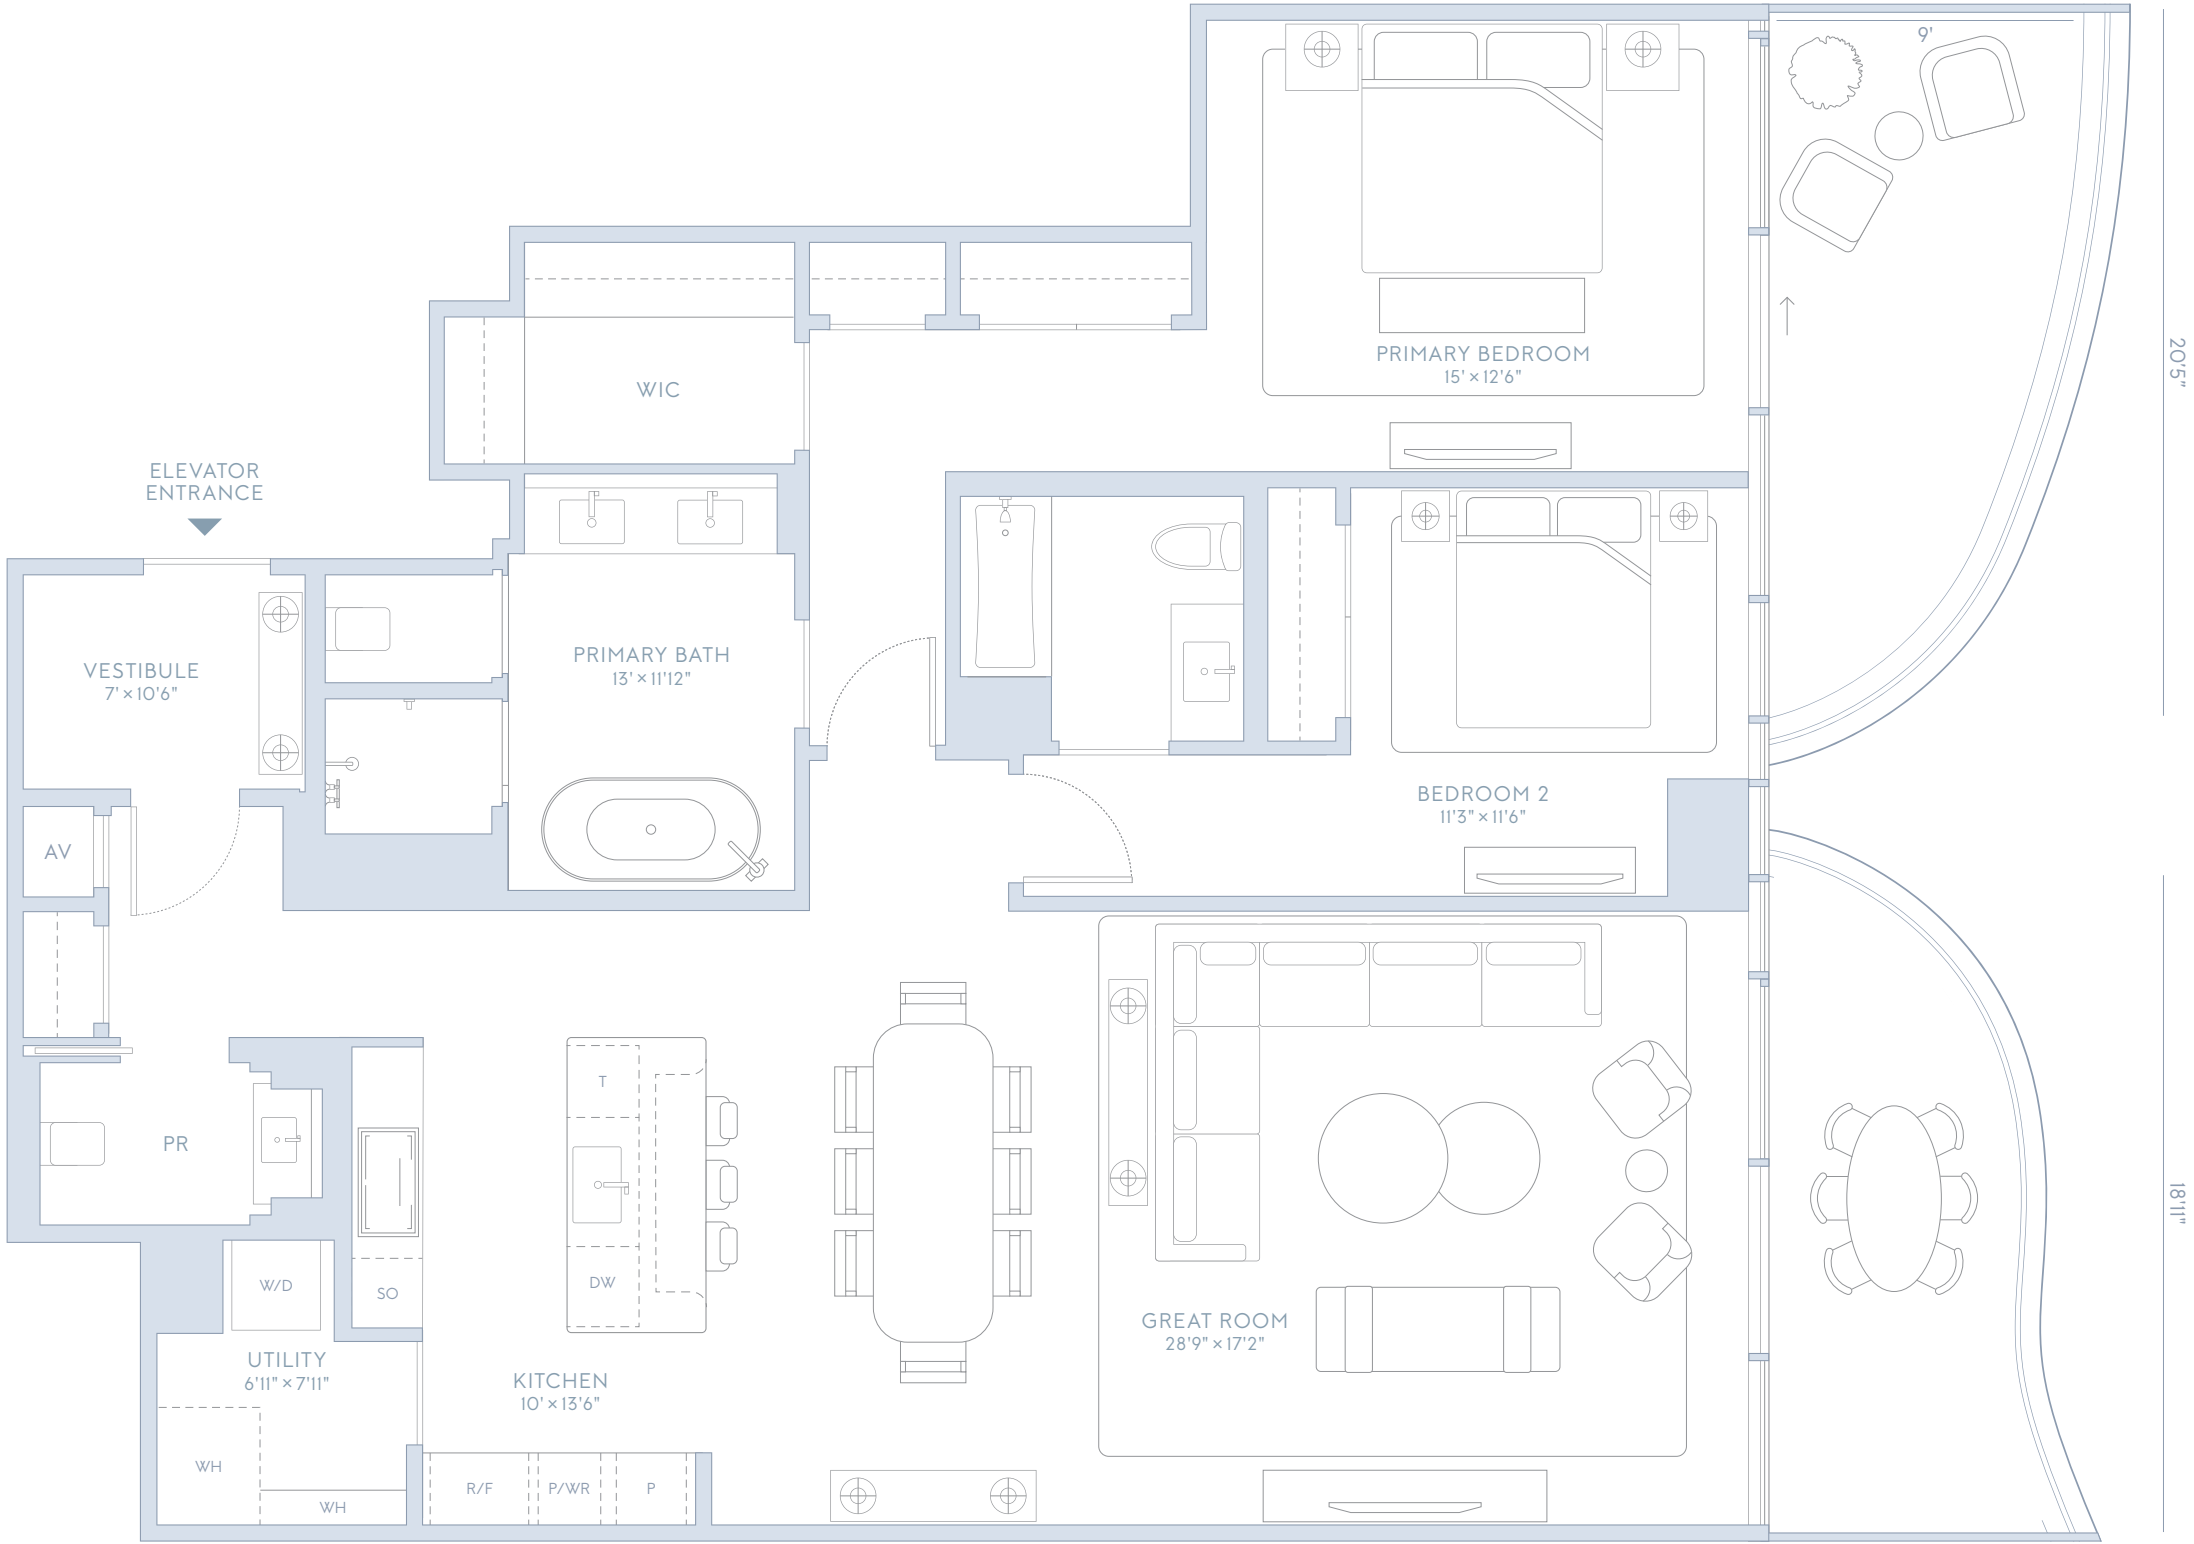 9'
PRIMARY BEDROOM
15' × 12'6"
20'5"
WIC
ELEVATOR
ENTRANCE
PRIMARY BATH
13' × 11'12"
VESTIBULE
7' × 10'6"
BEDROOM 2
11'3" × 11'6"
AV
T
PR
18'11"
W/D
SO
DW
GREAT ROOM
28'9" × 17'2"
UTILITY
6'11" × 7'11"
KITCHEN
10' × 13'6"
WH
WH
R/F
P/WR
P